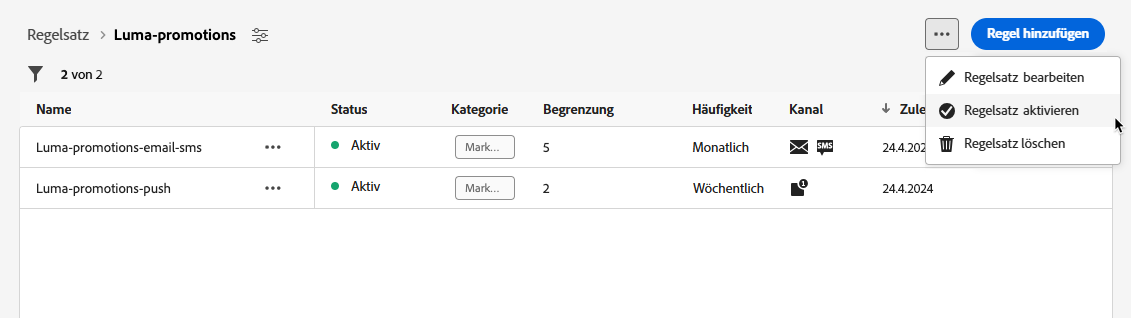 Regelsatz > Luma-promotions
Regel hinzufügen
2 von 2
Regelsatz bearbeiten
Regelsatz aktivieren
Regelsatz löschen
Name Status Kategorie Begrenzung Häufigkeit Kanal ↓ Zule
Luma-promotions-email-sms ••• Aktiv Mark... 5 Monatlich SMS 24.4.202
Luma-promotions-push ••• Aktiv Mark... 2 Wöchentlich 1 24.4.2024